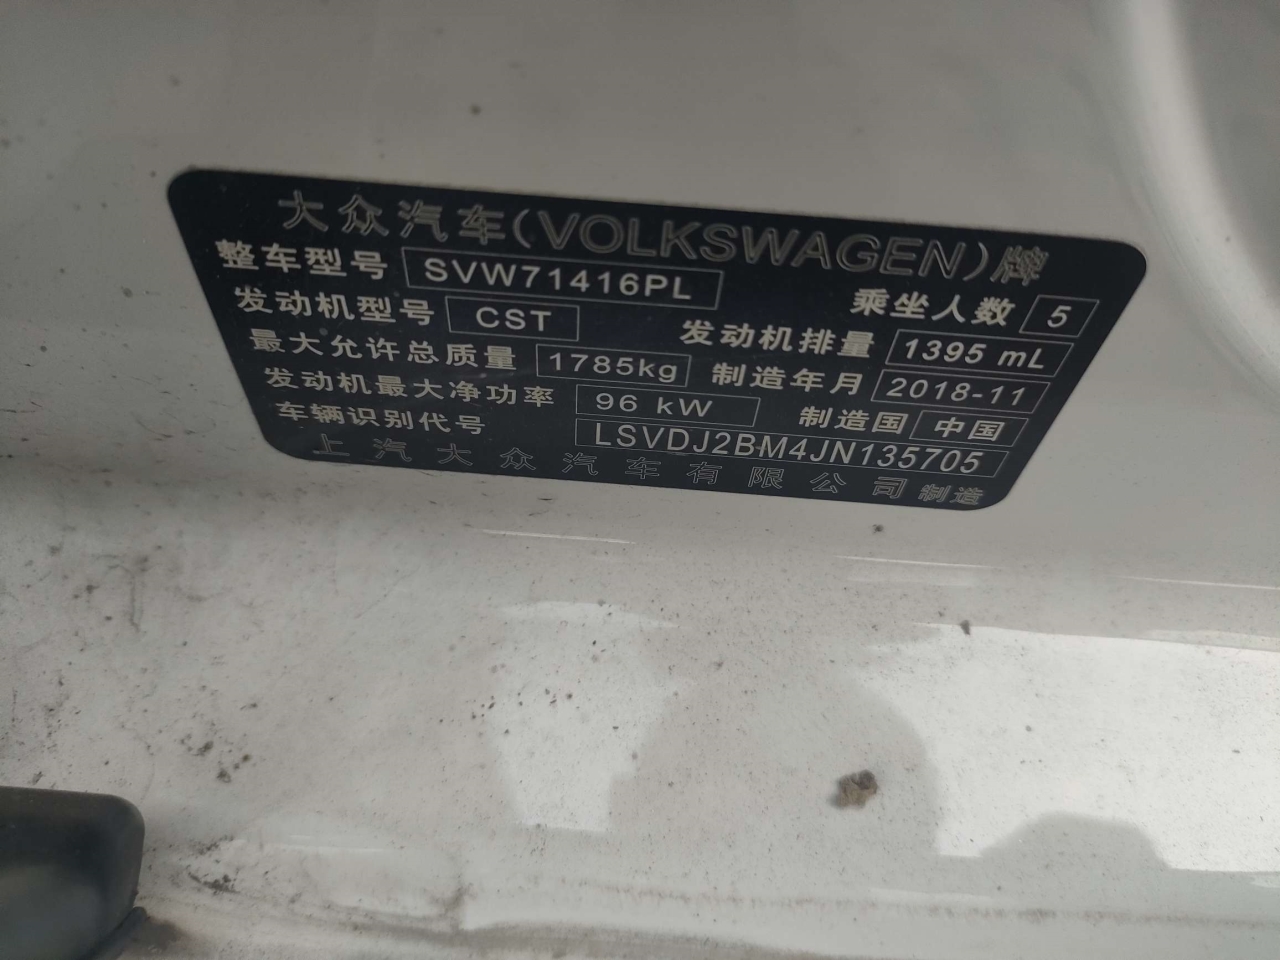 大众汽车(VOLKSWAGEN)牌
整车型号 SVW71416PL 乘坐人数 5
发动机型号 CST 发动机排量 1395 mL
最大允许总质量 1785kg 制造年月 2018-11
发动机最大净功率 96 kW 制造国 中国
车辆识别代号 LSVDJ2BM4JN135705
上汽大众汽车有限公司 制造